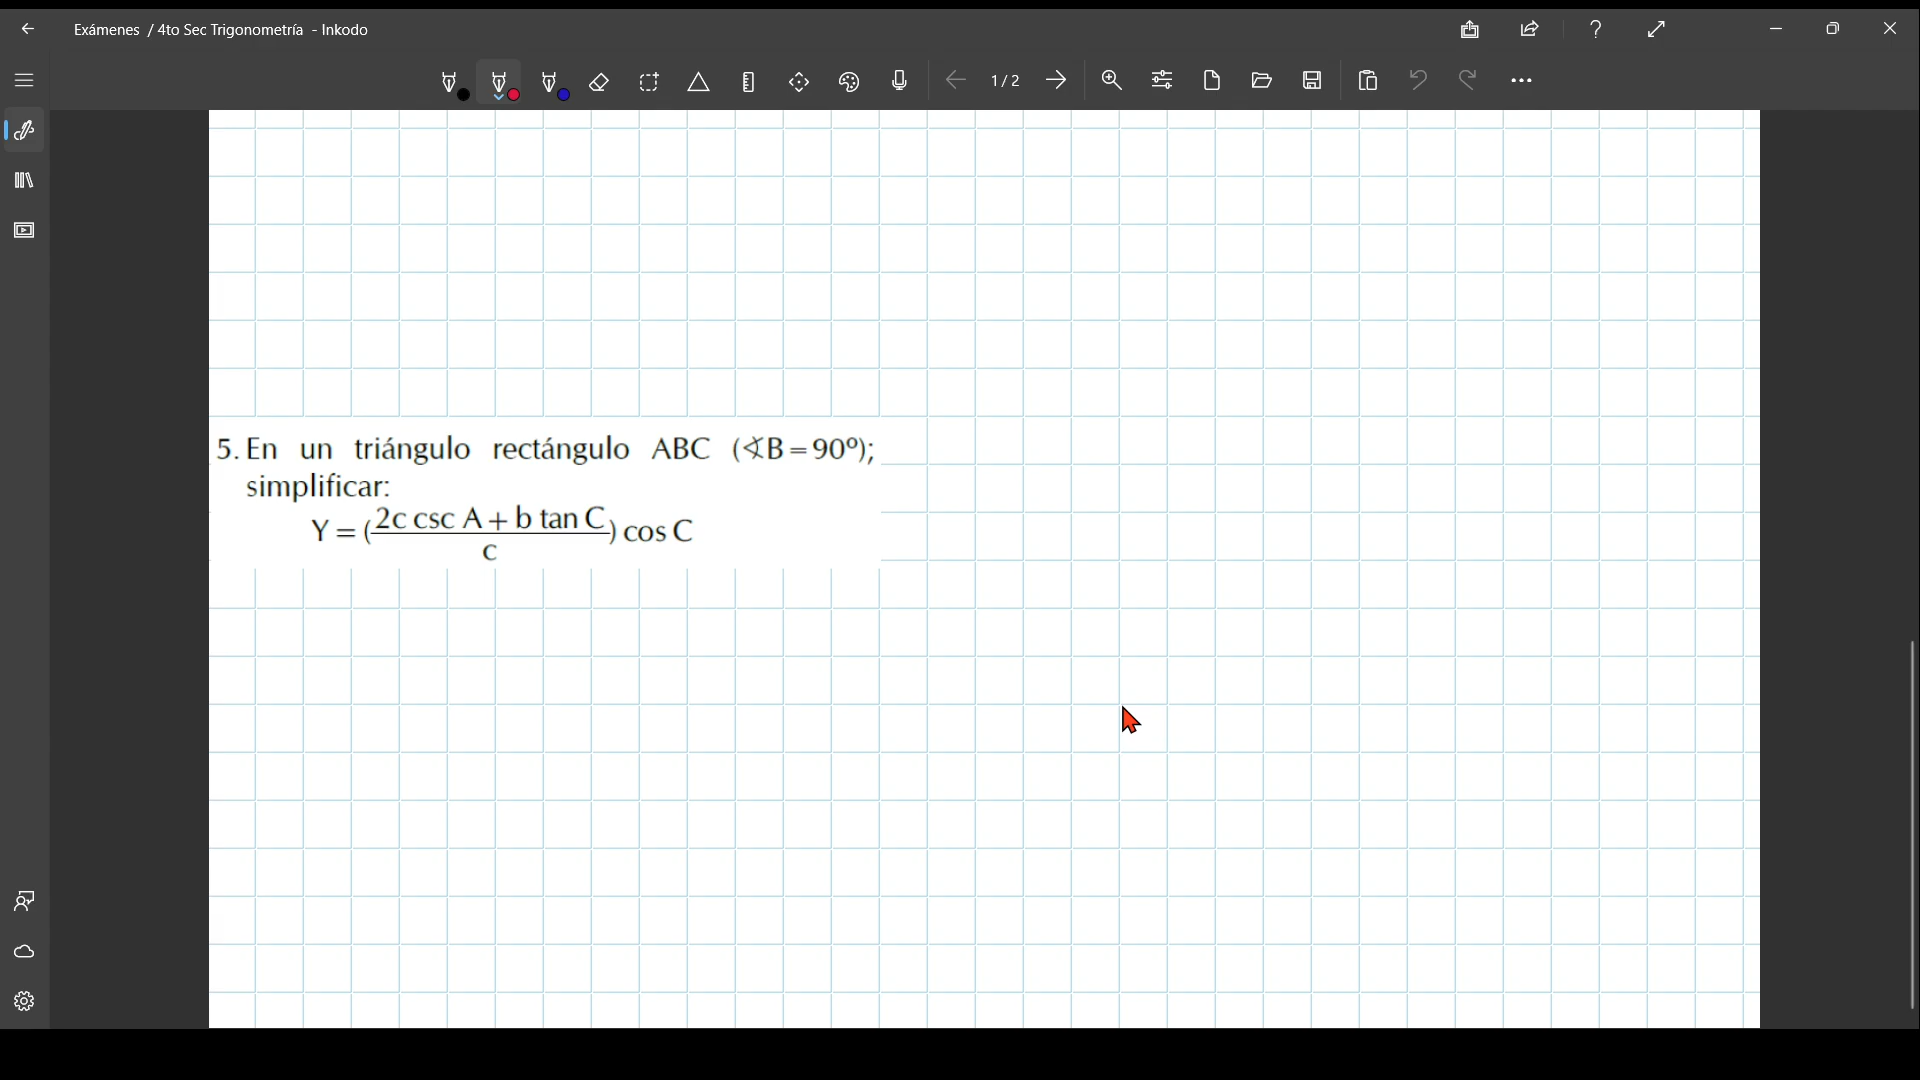 Exámenes / 4to Sec Trigonometría - Inkodo
1 / 2
5. En un triángulo rectángulo ABC (∢B=90º);
simplificar:
Y = (2c csc A + b tan C / c) cos C